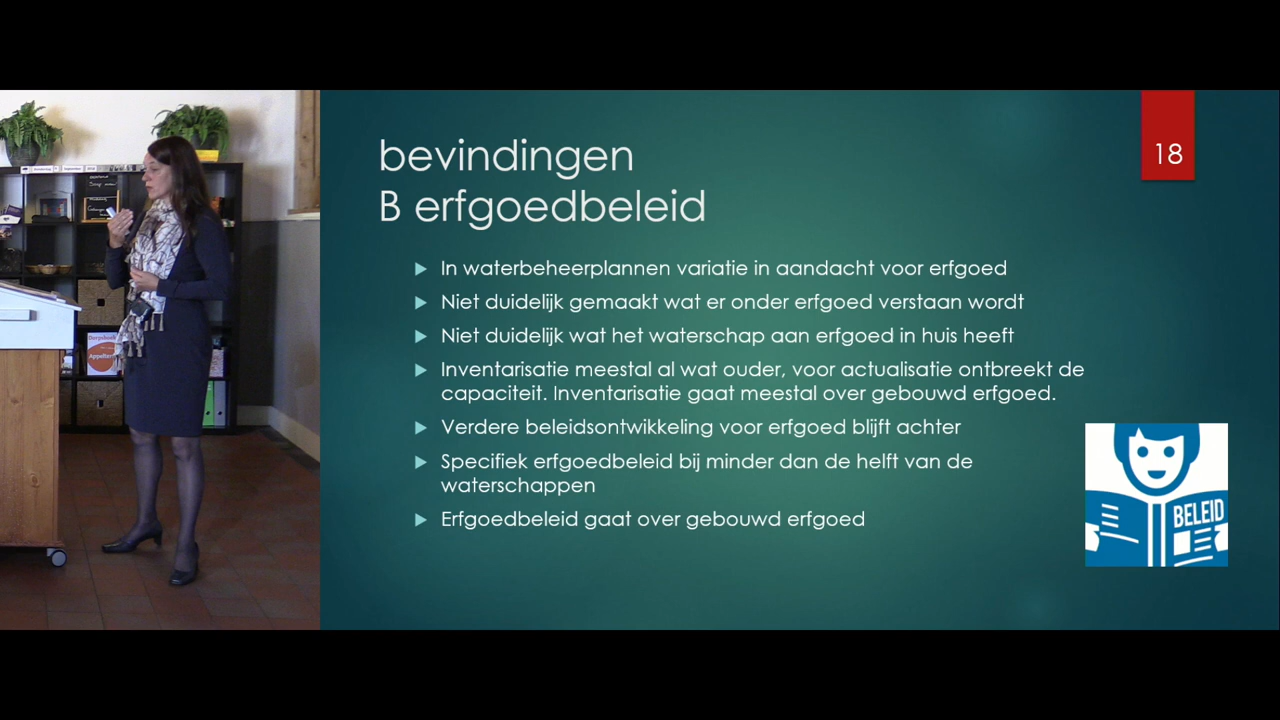 bevindingen
B erfgoedbeleid
18
In waterbeheerplannen variatie in aandacht voor erfgoed
Niet duidelijk gemaakt wat er onder erfgoed verstaan wordt
Niet duidelijk wat het waterschap aan erfgoed in huis heeft
Inventarisatie meestal al wat ouder, voor actualisatie ontbreekt de
capaciteit. Inventarisatie gaat meestal over gebouwd erfgoed.
Verdere beleidsontwikkeling voor erfgoed blijft achter
Specifiek erfgoedbeleid bij minder dan de helft van de
waterschappen
Erfgoedbeleid gaat over gebouwd erfgoed
BELEID